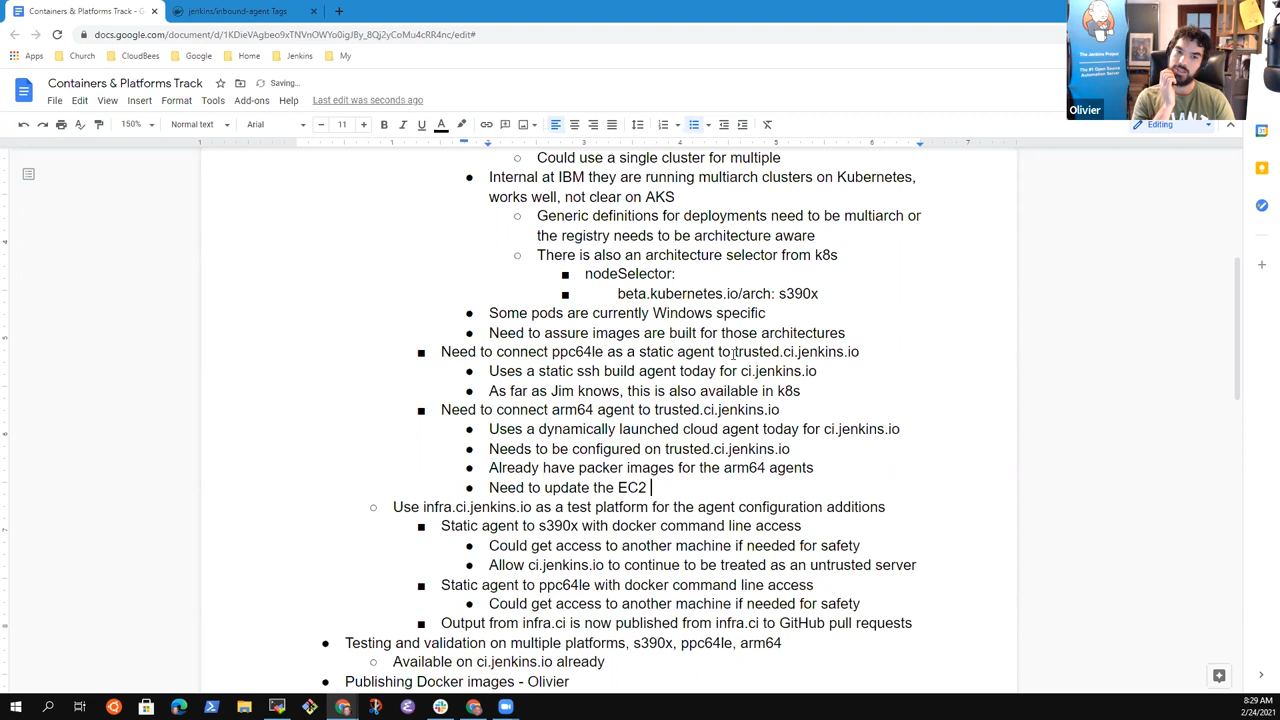 Containers & Platforms Track - G
jenkins/inbound-agent Tags
docs.google.com/document/d/1KDieVAgbeo9xTNVnOWYo0igJBy_8Qj2yCoMu4cRR4nc/edit#
Apps Church CloudBees Google Home Jenkins My
The Jenkins Project
The #1 Open Source Automation Server
Olivier
Containers & Platforms Track
Saving...
File Edit View Insert Format Tools Add-ons Help Last edit was seconds ago
150% Normal text Arial 11 Editing
○ Could use a single cluster for multiple
● Internal at IBM they are running multiarch clusters on Kubernetes,
works well, not clear on AKS
○ Generic definitions for deployments need to be multiarch or
the registry needs to be architecture aware
○ There is also an architecture selector from k8s
■ nodeSelector:
■ beta.kubernetes.io/arch: s390x
● Some pods are currently Windows specific
● Need to assure images are built for those architectures
■ Need to connect ppc64le as a static agent to trusted.ci.jenkins.io
● Uses a static ssh build agent today for ci.jenkins.io
● As far as Jim knows, this is also available in k8s
■ Need to connect arm64 agent to trusted.ci.jenkins.io
● Uses a dynamically launched cloud agent today for ci.jenkins.io
● Needs to be configured on trusted.ci.jenkins.io
● Already have packer images for the arm64 agents
● Need to update the EC2
○ Use infra.ci.jenkins.io as a test platform for the agent configuration additions
■ Static agent to s390x with docker command line access
● Could get access to another machine if needed for safety
● Allow ci.jenkins.io to continue to be treated as an untrusted server
■ Static agent to ppc64le with docker command line access
● Could get access to another machine if needed for safety
■ Output from infra.ci is now published from infra.ci to GitHub pull requests
● Testing and validation on multiple platforms, s390x, ppc64le, arm64
○ Available on ci.jenkins.io already
● Publishing Docker images - Olivier
8:29 AM
2/24/2021